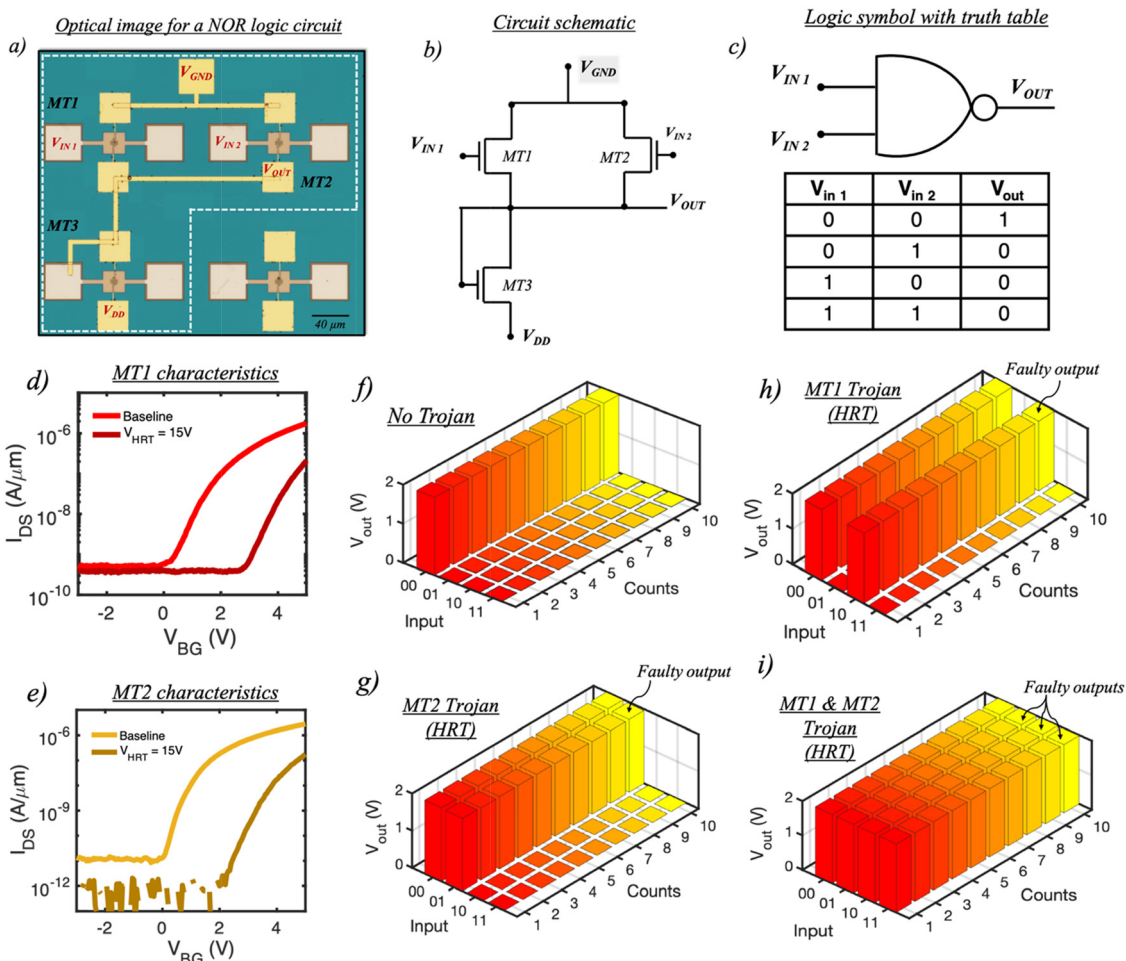 Optical image for a NOR logic circuit
a)
V_GND
MT1
V_IN 1
V_IN 2
V_OUT
MT2
MT3
V_DD
40 μm
Circuit schematic
b)
V_GND
V_IN 1
MT1
MT2
V_IN 2
V_OUT
MT3
V_DD
Logic symbol with truth table
c)
V_IN 1
V_OUT
V_IN 2
V_in 1 V_in 2 V_out
0 0 1
0 1 0
1 0 0
1 1 0
d)
MT1 characteristics
Baseline
V_HRT = 15V
I_DS (A/μm)
10^-6
10^-8
10^-10
-2 0 2 4
V_BG (V)
e)
MT2 characteristics
Baseline
V_HRT = 15V
I_DS (A/μm)
10^-6
10^-9
10^-12
-2 0 2 4
V_BG (V)
f)
No Trojan
V_out (V)
2
1
0
00
01
10
11
Input
1
2
3
4
5
6
7
8
9
10
Counts
g)
MT2 Trojan
(HRT)
Faulty output
V_out (V)
2
1
0
00
01
10
11
Input
1
2
3
4
5
6
7
8
9
10
Counts
h)
MT1 Trojan
(HRT)
Faulty output
V_out (V)
2
1
0
00
01
10
11
Input
1
2
3
4
5
6
7
8
9
10
Counts
i)
MT1 & MT2
Trojan
(HRT)
Faulty outputs
V_out (V)
2
1
0
00
01
10
11
Input
1
2
3
4
5
6
7
8
9
10
Counts